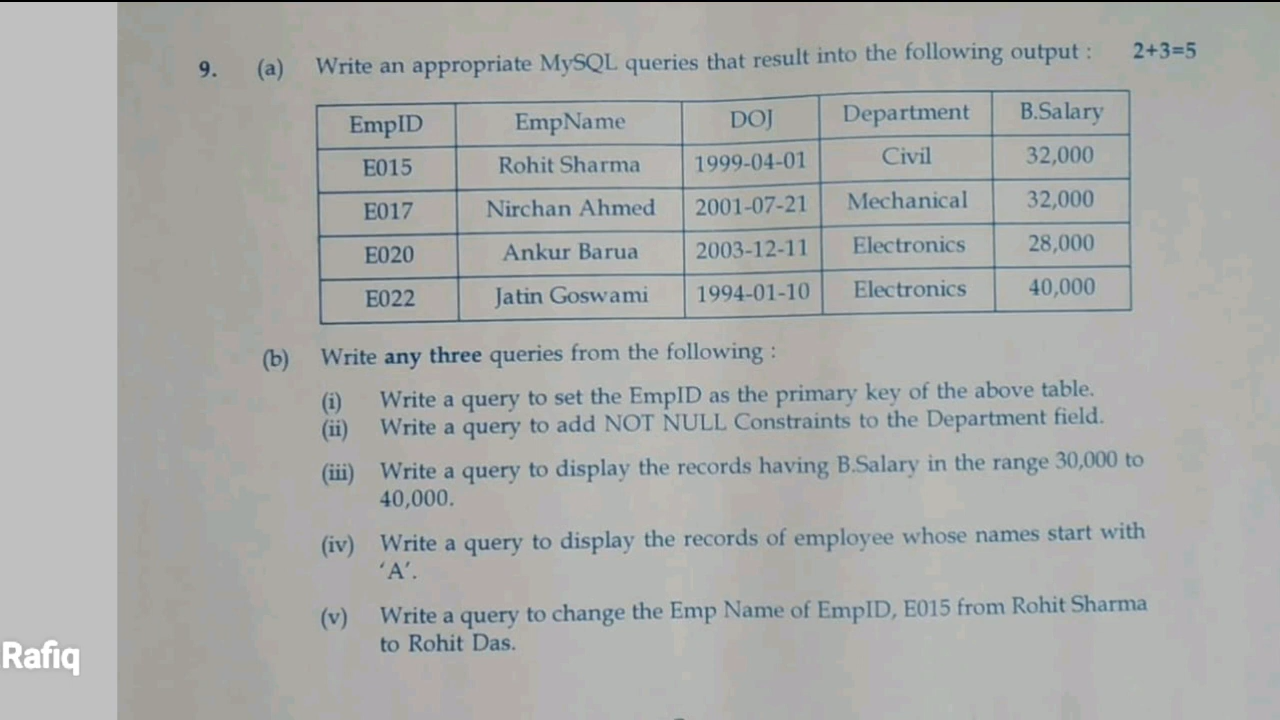 9. (a) Write an appropriate MySQL queries that result into the following output : 2+3=5
EmpID EmpName DOJ Department B.Salary
E015 Rohit Sharma 1999-04-01 Civil 32,000
E017 Nirchan Ahmed 2001-07-21 Mechanical 32,000
E020 Ankur Barua 2003-12-11 Electronics 28,000
E022 Jatin Goswami 1994-01-10 Electronics 40,000
(b) Write any three queries from the following :
(i) Write a query to set the EmpID as the primary key of the above table.
(ii) Write a query to add NOT NULL Constraints to the Department field.
(iii) Write a query to display the records having B.Salary in the range 30,000 to
40,000.
(iv) Write a query to display the records of employee whose names start with
'A'.
(v) Write a query to change the Emp Name of EmpID, E015 from Rohit Sharma
to Rohit Das.
Rafiq